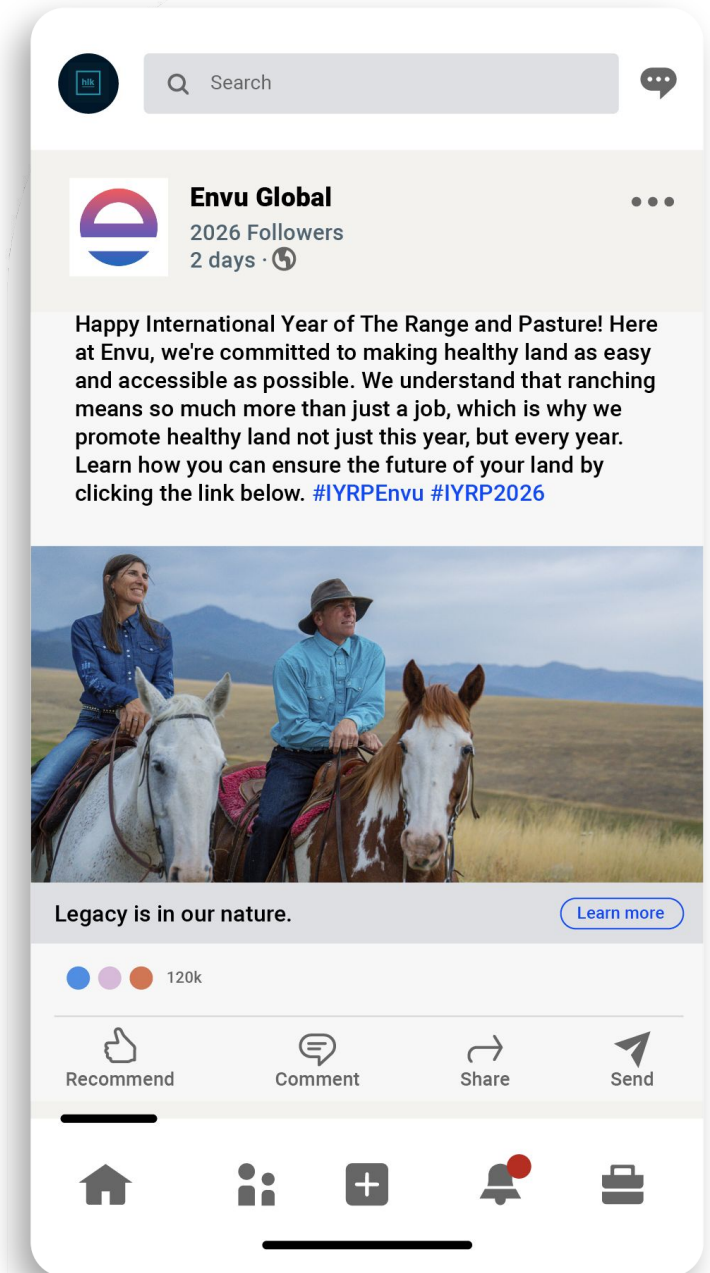 hlk
Search
Envu Global
2026 Followers
2 days ·
Happy International Year of The Range and Pasture! Here
at Envu, we're committed to making healthy land as easy
and accessible as possible. We understand that ranching
means so much more than just a job, which is why we
promote healthy land not just this year, but every year.
Learn how you can ensure the future of your land by
clicking the link below. #IYRPEnvu #IYRP2026
Legacy is in our nature.
Learn more
120k
Recommend
Comment
Share
Send